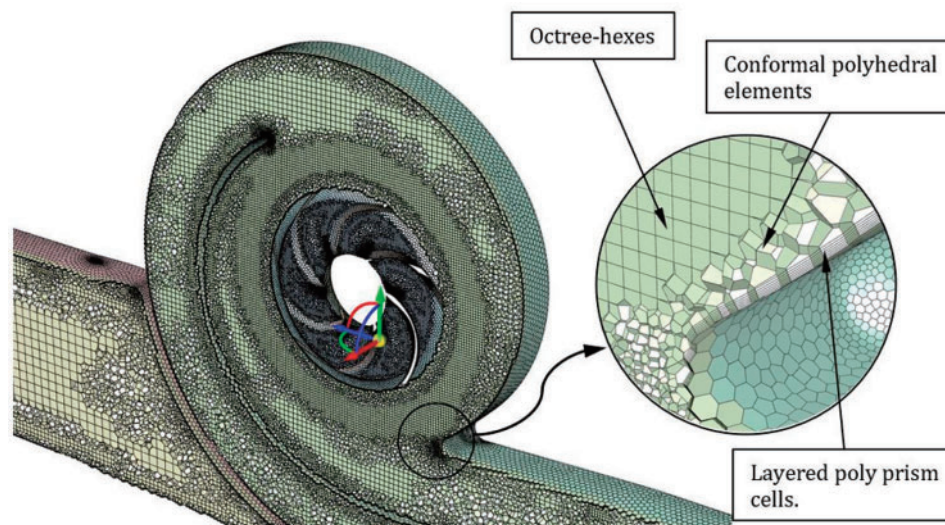 Octree-hexes
Conformal polyhedral
elements
Layered poly prism
cells.